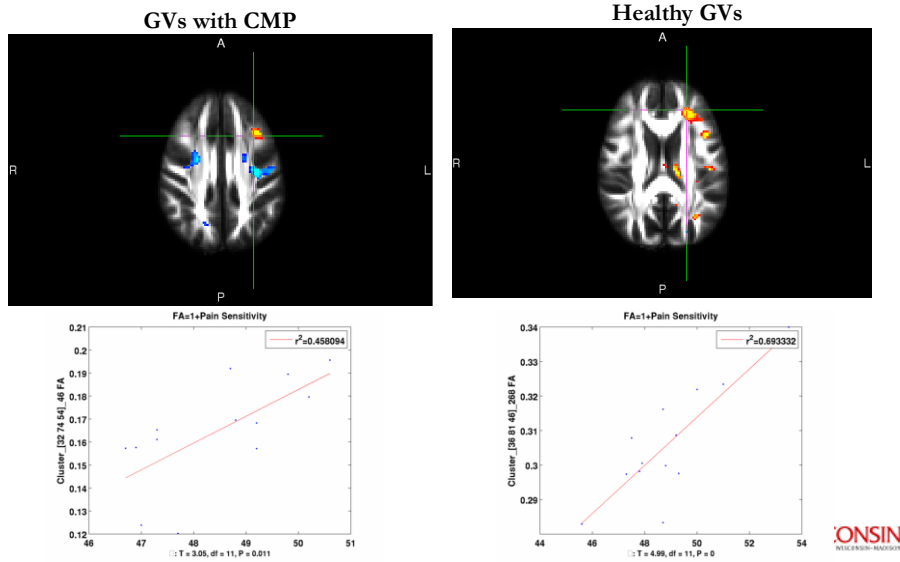 GVs with CMP
Healthy GVs
A
R
L
P
A
R
L
P
FA=1+Pain Sensitivity
r²=0.458094
Cluster_[32 74 54]_46 FA
0.21
0.2
0.19
0.18
0.17
0.16
0.15
0.14
0.13
0.12
46
47
48
49
50
51
□: T = 3.05, df = 11, P = 0.011
FA=1+Pain Sensitivity
r²=0.693332
Cluster_[36 81 46]_268 FA
0.34
0.33
0.32
0.31
0.3
0.29
44
46
48
50
52
54
□: T = 4.99, df = 11, P = 0
CONSIN
WISCONSIN–MADISON